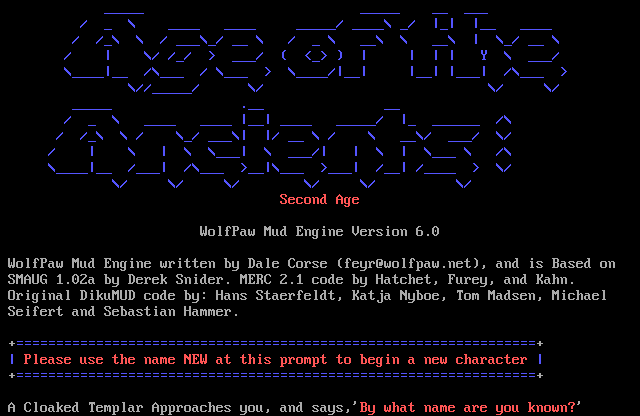 Age of the
Ancients:
Second Age
WolfPaw Mud Engine Version 6.0
WolfPaw Mud Engine written by Dale Corse (feyr@wolfpaw.net), and is Based on
SMAUG 1.02a by Derek Snider. MERC 2.1 code by Hatchet, Furey, and Kahn.
Original DikuMUD code by: Hans Staerfeldt, Katja Nyboe, Tom Madsen, Michael
Seifert and Sebastian Hammer.
Please use the name NEW at this prompt to begin a new character
A Cloaked Templar Approaches you, and says,'By what name are you known?'